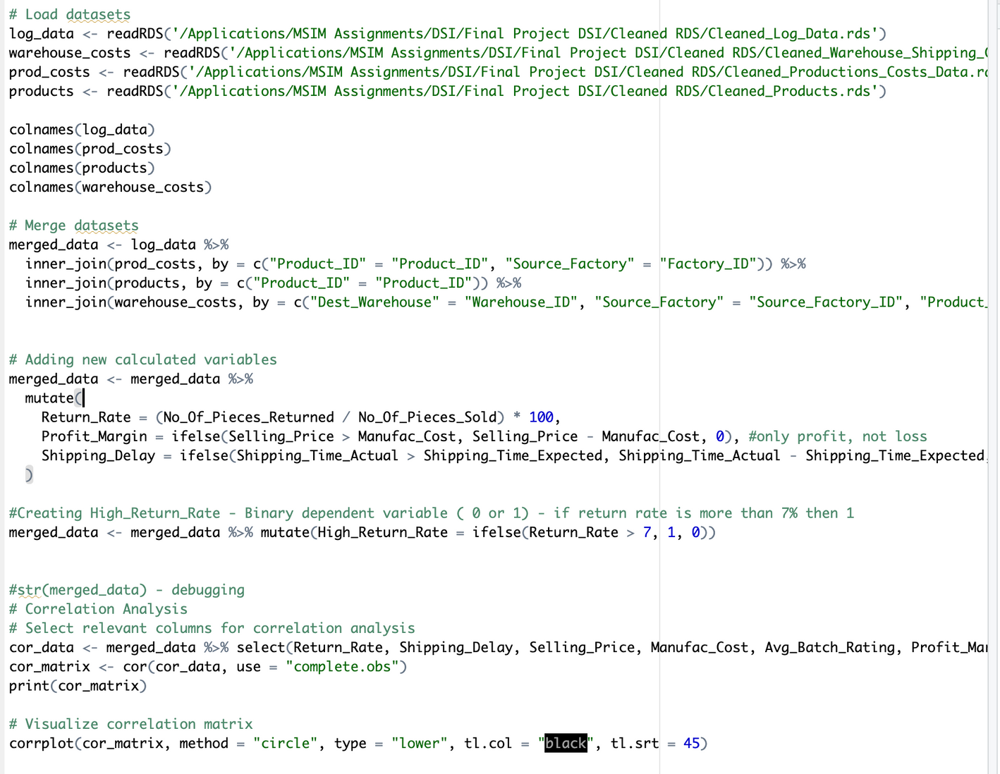 # Load datasets
log_data <- readRDS('/Applications/MSIM Assignments/DSI/Final Project DSI/Cleaned RDS/Cleaned_Log_Data.rds')
warehouse_costs <- readRDS('/Applications/MSIM Assignments/DSI/Final Project DSI/Cleaned RDS/Cleaned_Warehouse_Shipping_
prod_costs <- readRDS('/Applications/MSIM Assignments/DSI/Final Project DSI/Cleaned RDS/Cleaned_Productions_Costs_Data.r
products <- readRDS('/Applications/MSIM Assignments/DSI/Final Project DSI/Cleaned RDS/Cleaned_Products.rds')
colnames(log_data)
colnames(prod_costs)
colnames(products)
colnames(warehouse_costs)
# Merge datasets
merged_data <- log_data %>%
inner_join(prod_costs, by = c("Product_ID" = "Product_ID", "Source_Factory" = "Factory_ID")) %>%
inner_join(products, by = c("Product_ID" = "Product_ID")) %>%
inner_join(warehouse_costs, by = c("Dest_Warehouse" = "Warehouse_ID", "Source_Factory" = "Source_Factory_ID", "Product_
# Adding new calculated variables
merged_data <- merged_data %>%
mutate(
Return_Rate = (No_Of_Pieces_Returned / No_Of_Pieces_Sold) * 100,
Profit_Margin = ifelse(Selling_Price > Manufac_Cost, Selling_Price - Manufac_Cost, 0), #only profit, not loss
Shipping_Delay = ifelse(Shipping_Time_Actual > Shipping_Time_Expected, Shipping_Time_Actual - Shipping_Time_Expected,
)
#Creating High_Return_Rate - Binary dependent variable ( 0 or 1) - if return rate is more than 7% then 1
merged_data <- merged_data %>% mutate(High_Return_Rate = ifelse(Return_Rate > 7, 1, 0))
#str(merged_data) - debugging
# Correlation Analysis
# Select relevant columns for correlation analysis
cor_data <- merged_data %>% select(Return_Rate, Shipping_Delay, Selling_Price, Manufac_Cost, Avg_Batch_Rating, Profit_Mar
cor_matrix <- cor(cor_data, use = "complete.obs")
print(cor_matrix)
# Visualize correlation matrix
corrplot(cor_matrix, method = "circle", type = "lower", tl.col = "black", tl.srt = 45)